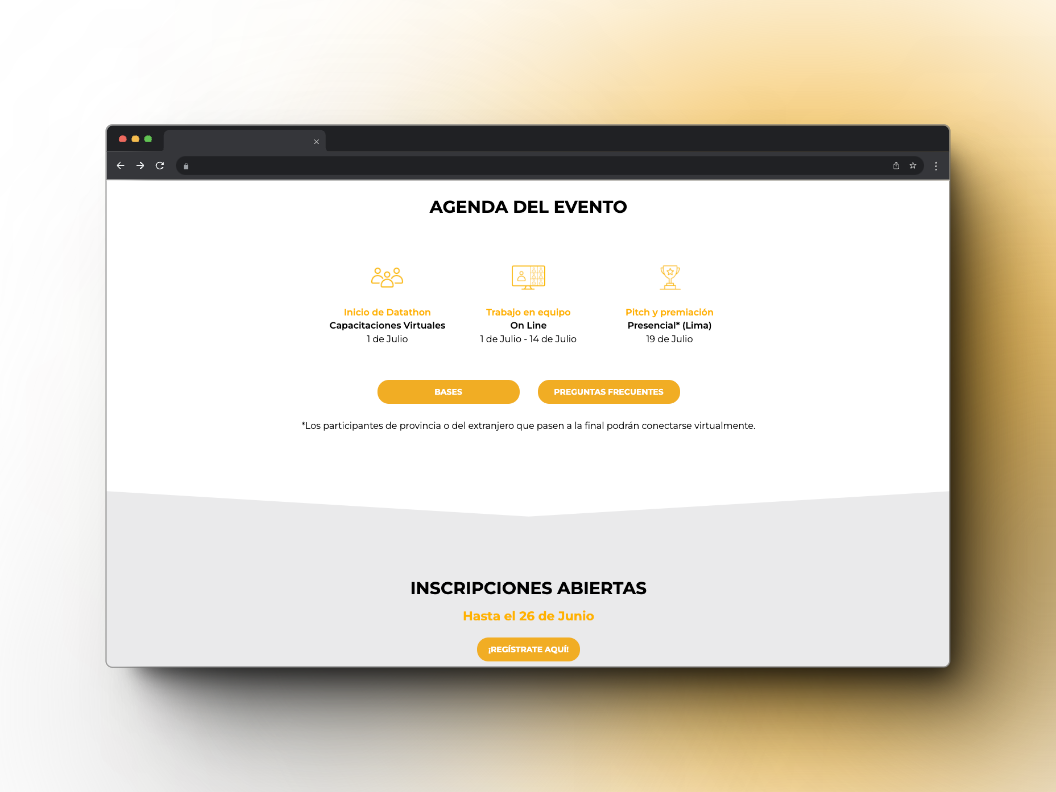 AGENDA DEL EVENTO
Inicio de Datathon
Capacitaciones Virtuales
1 de Julio
Trabajo en equipo
On Line
1 de Julio - 14 de Julio
Pitch y premiación
Presencial* (Lima)
19 de Julio
BASES
PREGUNTAS FRECUENTES
*Los participantes de provincia o del extranjero que pasen a la final podrán conectarse virtualmente.
INSCRIPCIONES ABIERTAS
Hasta el 26 de Junio
¡REGÍSTRATE AQUÍ!